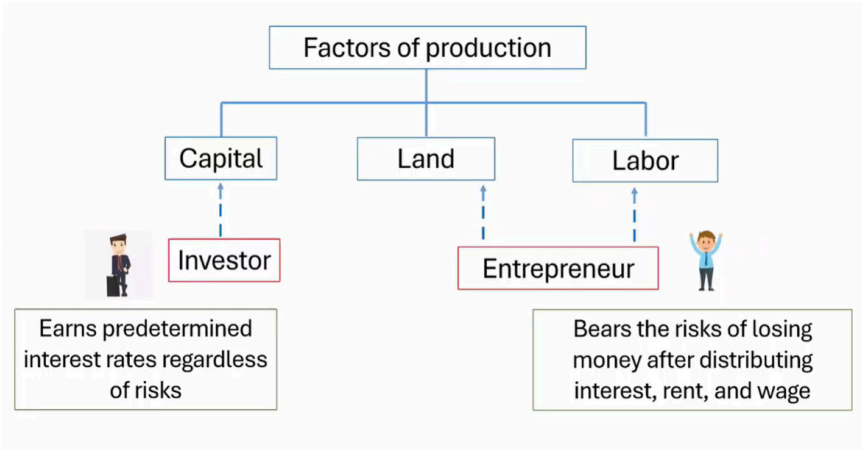 Factors of production
Capital
Land
Labor
Investor
Entrepreneur
Earns predetermined
interest rates regardless
of risks
Bears the risks of losing
money after distributing
interest, rent, and wage